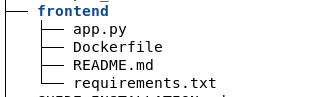 frontend
app.py
Dockerfile
README.md
requirements.txt